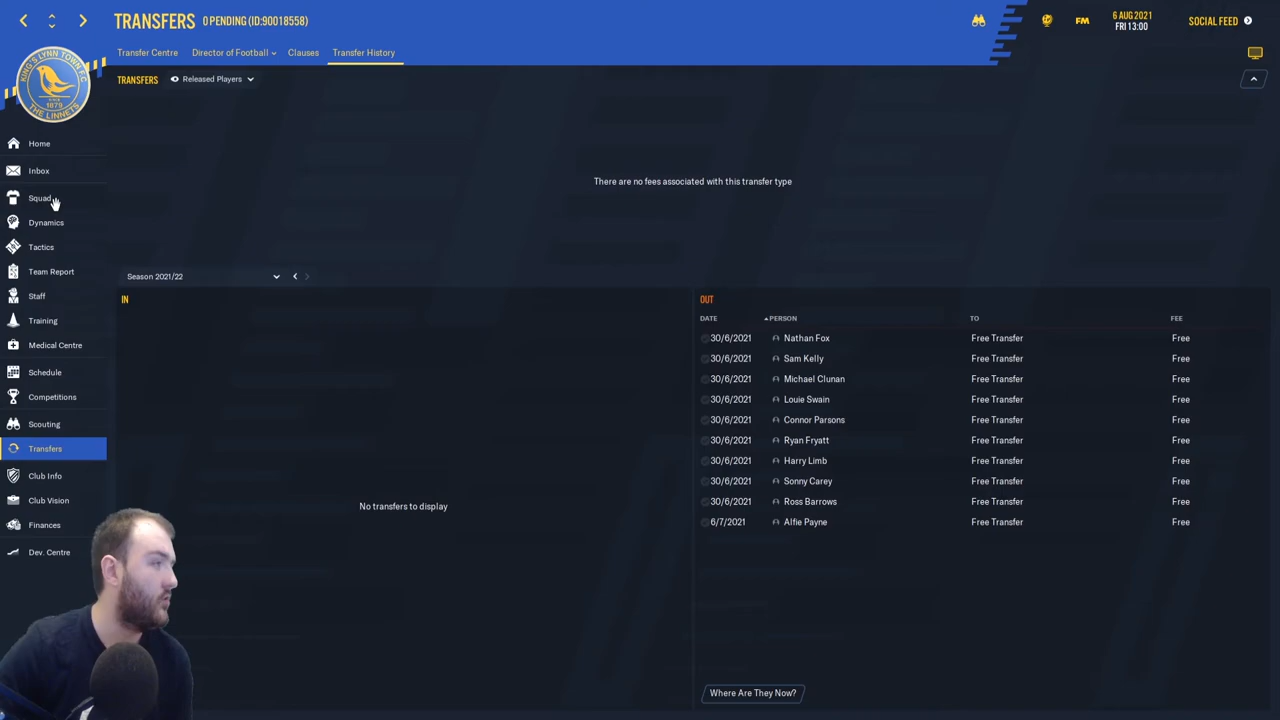 TRANSFERS 0 PENDING (ID:90018558)
FM
6 AUG 2021
FRI 13:00
SOCIAL FEED
Transfer Centre Director of Football Clauses Transfer History
KING'S LYNN TOWN F.C.
SINCE
1879
THE LINNETS
TRANSFERS Released Players
Home
Inbox
Squad
Dynamics
Tactics
Team Report
Staff
Training
Medical Centre
Schedule
Competitions
Scouting
Transfers
Club Info
Club Vision
Finances
Dev. Centre
There are no fees associated with this transfer type
Season 2021/22
IN
No transfers to display
OUT
DATE PERSON TO FEE
30/6/2021 Nathan Fox Free Transfer Free
30/6/2021 Sam Kelly Free Transfer Free
30/6/2021 Michael Clunan Free Transfer Free
30/6/2021 Louie Swain Free Transfer Free
30/6/2021 Connor Parsons Free Transfer Free
30/6/2021 Ryan Fryatt Free Transfer Free
30/6/2021 Harry Limb Free Transfer Free
30/6/2021 Sonny Carey Free Transfer Free
30/6/2021 Ross Barrows Free Transfer Free
6/7/2021 Alfie Payne Free Transfer Free
Where Are They Now?